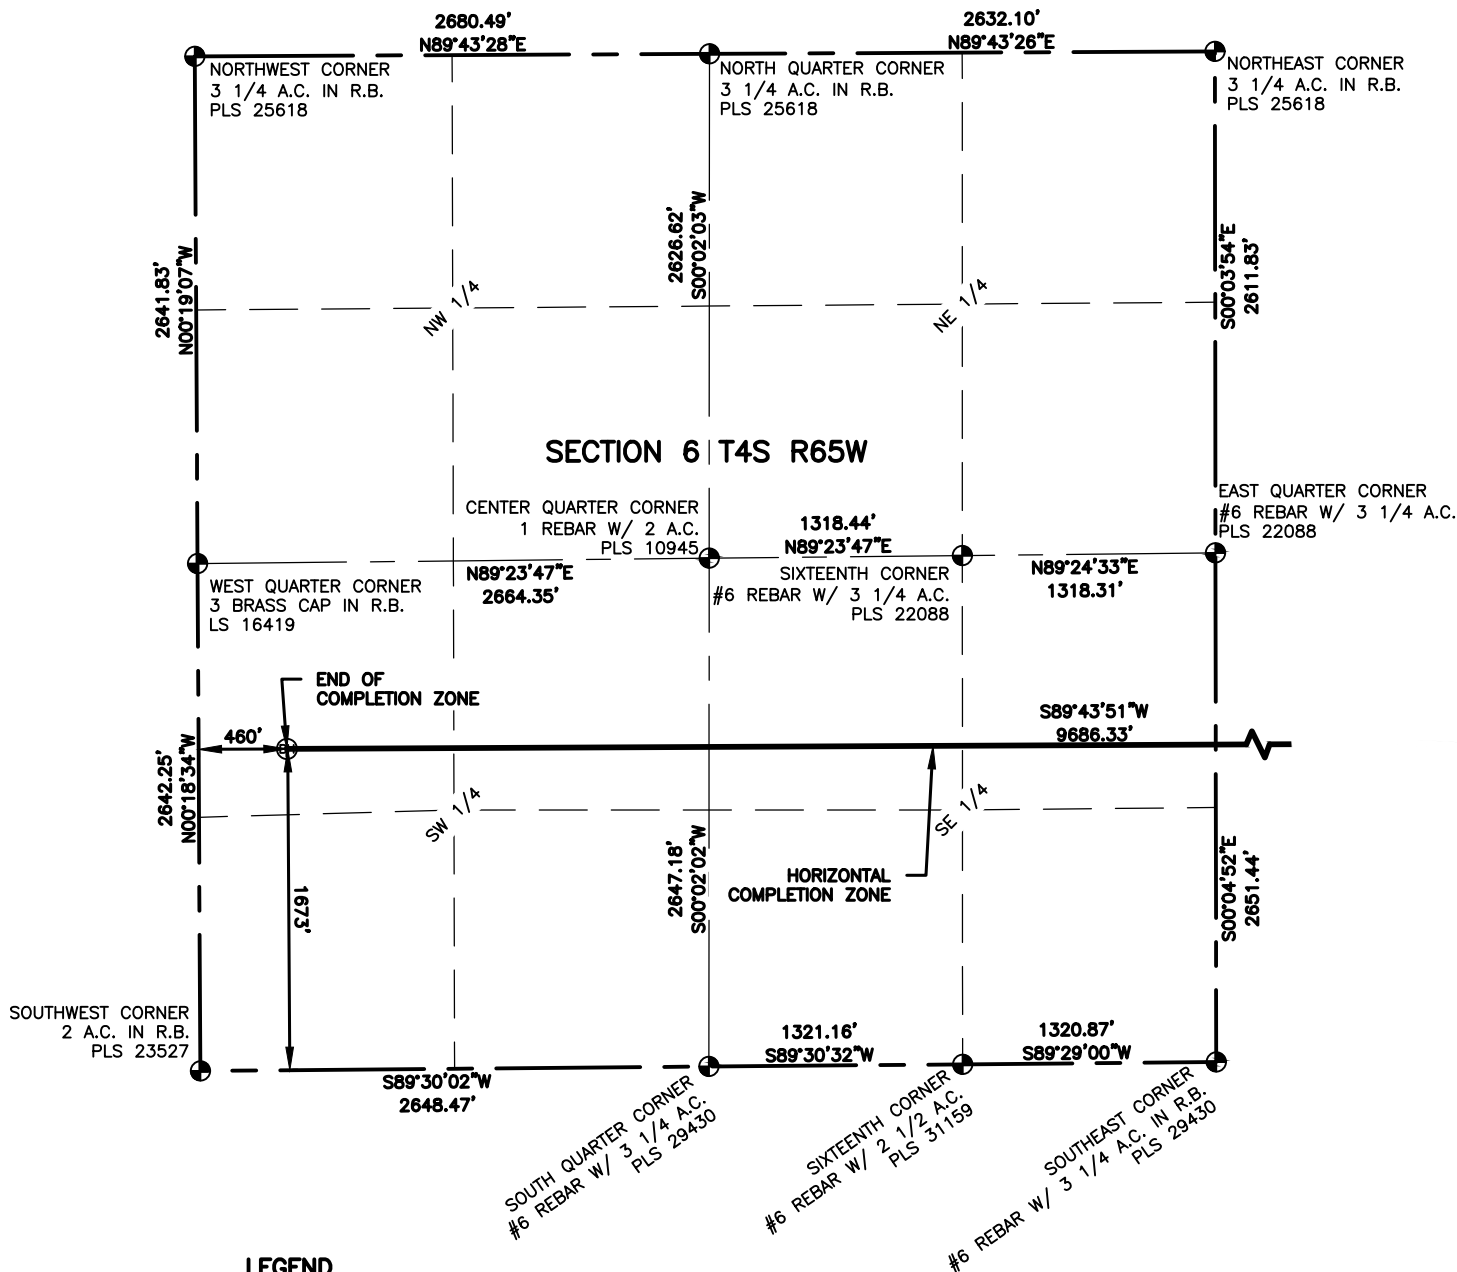 2680.49'
N89°43'28"E
2632.10'
N89°43'26"E
NORTHWEST CORNER
3 1/4 A.C. IN R.B.
PLS 25618
NORTH QUARTER CORNER
3 1/4 A.C. IN R.B.
PLS 25618
NORTHEAST CORNER
3 1/4 A.C. IN R.B.
PLS 25618
2641.83'
N00°19'07"W
NW 1/4
2626.62'
S00°02'03"W
NE 1/4
S00°03'54"E
2611.83'
SECTION 6 T4S R65W
CENTER QUARTER CORNER
1 REBAR W/ 2 A.C.
PLS 10945
1318.44'
N89°23'47"E
EAST QUARTER CORNER
#6 REBAR W/ 3 1/4 A.C.
PLS 22088
WEST QUARTER CORNER
3 BRASS CAP IN R.B.
LS 16419
N89°23'47"E
2664.35'
SIXTEENTH CORNER
#6 REBAR W/ 3 1/4 A.C.
PLS 22088
N89°24'33"E
1318.31'
END OF
COMPLETION ZONE
460'
S89°43'51"W
9686.33'
2642.25'
N00°18'34"W
SW 1/4
SE 1/4
1673'
2647.18'
S00°02'02"W
HORIZONTAL
COMPLETION ZONE
S00°04'52"E
2651.44'
SOUTHWEST CORNER
2 A.C. IN R.B.
PLS 23527
S89°30'02"W
2648.47'
1321.16'
S89°30'32"W
1320.87'
S89°29'00"W
SOUTH QUARTER CORNER
#6 REBAR W/ 3 1/4 A.C.
PLS 29430
SIXTEENTH CORNER
#6 REBAR W/ 2 1/2 A.C.
PLS 31159
SOUTHEAST CORNER
#6 REBAR W/ 3 1/4 A.C. IN R.B.
PLS 29430
LEGEND